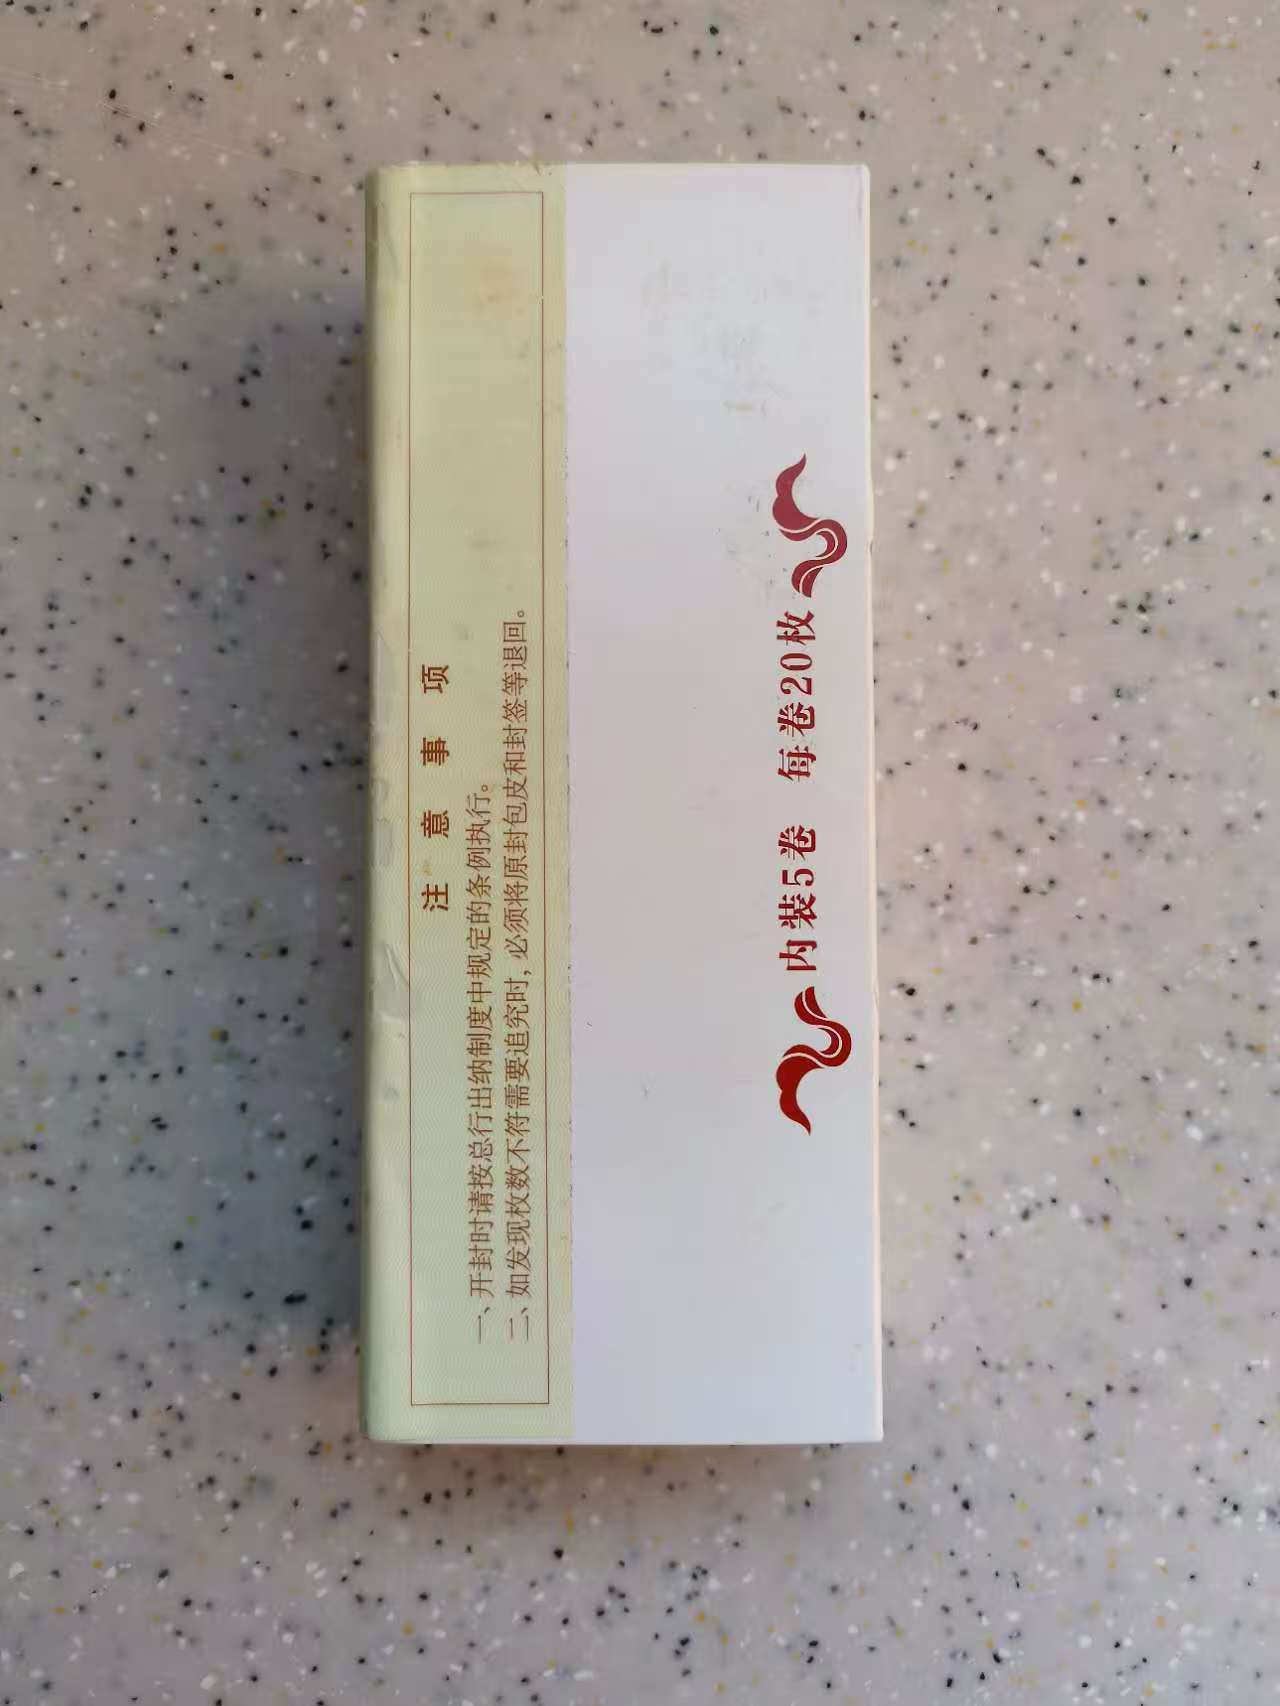 注意事项
一、开封时请按总行出纳制度中规定的条例执行。
二、如发现枚数不符需要追究时，必须将原封包皮和封签等退回。
内装5卷 每卷20枚